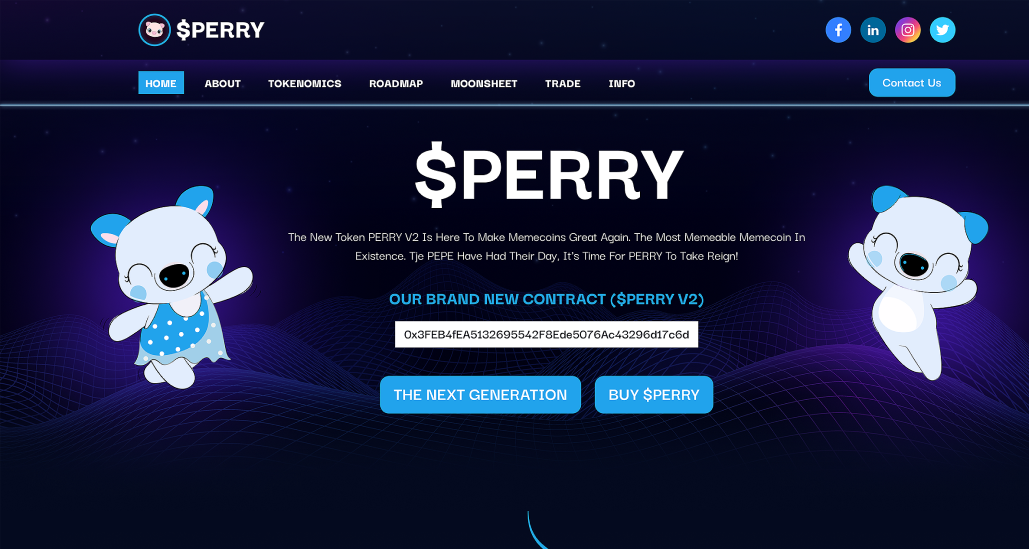 $PERRY
HOME ABOUT TOKENOMICS ROADMAP MOONSHEET TRADE INFO Contact Us
$PERRY
The New Token PERRY V2 Is Here To Make Memecoins Great Again. The Most Memeable Memecoin In
Existence. Tje PEPE Have Had Their Day, It's Time For PERRY To Take Reign!
OUR BRAND NEW CONTRACT ($PERRY V2)
0x3FEB4fEA5132695542F8Ede5076Ac43296d17c6d
THE NEXT GENERATION BUY $PERRY